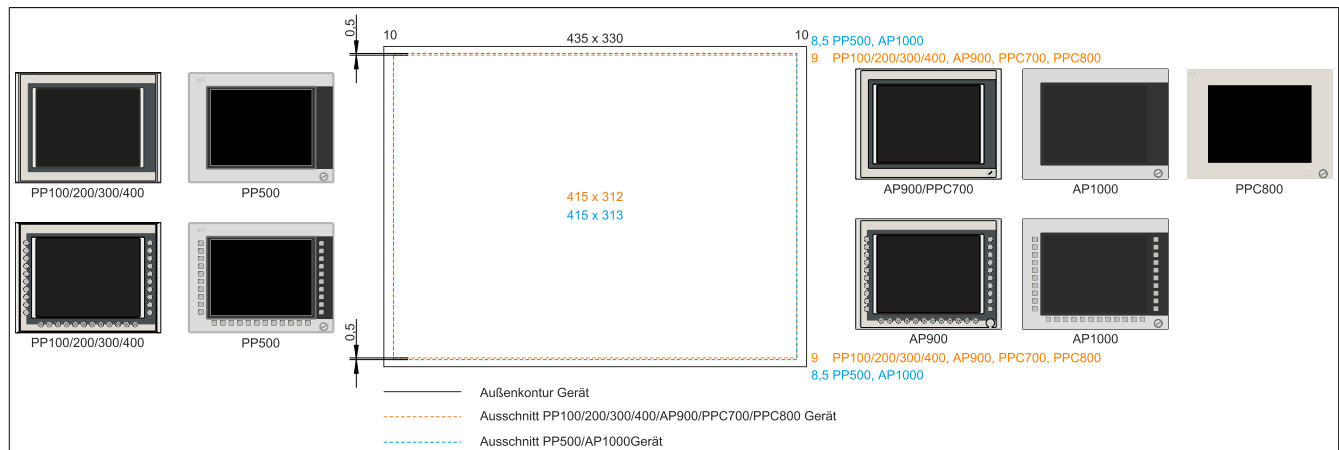 0,5
10
435 x 330
10
8,5 PP500, AP1000
9 PP100/200/300/400, AP900, PPC700, PPC800
PP100/200/300/400
PP500
AP900/PPC700
AP1000
PPC800
415 x 312
415 x 313
PP100/200/300/400
PP500
0,5
AP900
AP1000
9 PP100/200/300/400, AP900, PPC700, PPC800
8,5 PP500, AP1000
Außenkontur Gerät
Ausschnitt PP100/200/300/400/AP900/PPC700/PPC800 Gerät
Ausschnitt PP500/AP1000Gerät